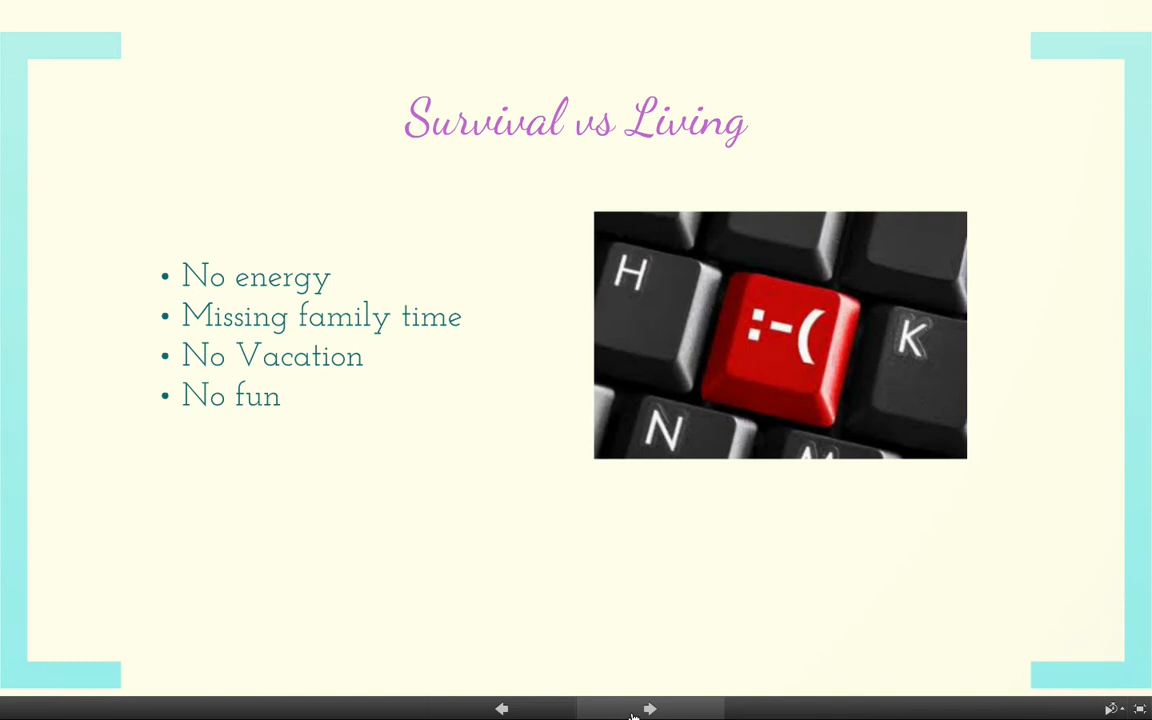 Survival vs Living
• No energy
• Missing family time
• No Vacation
• No fun
H
:-(
K
N
M